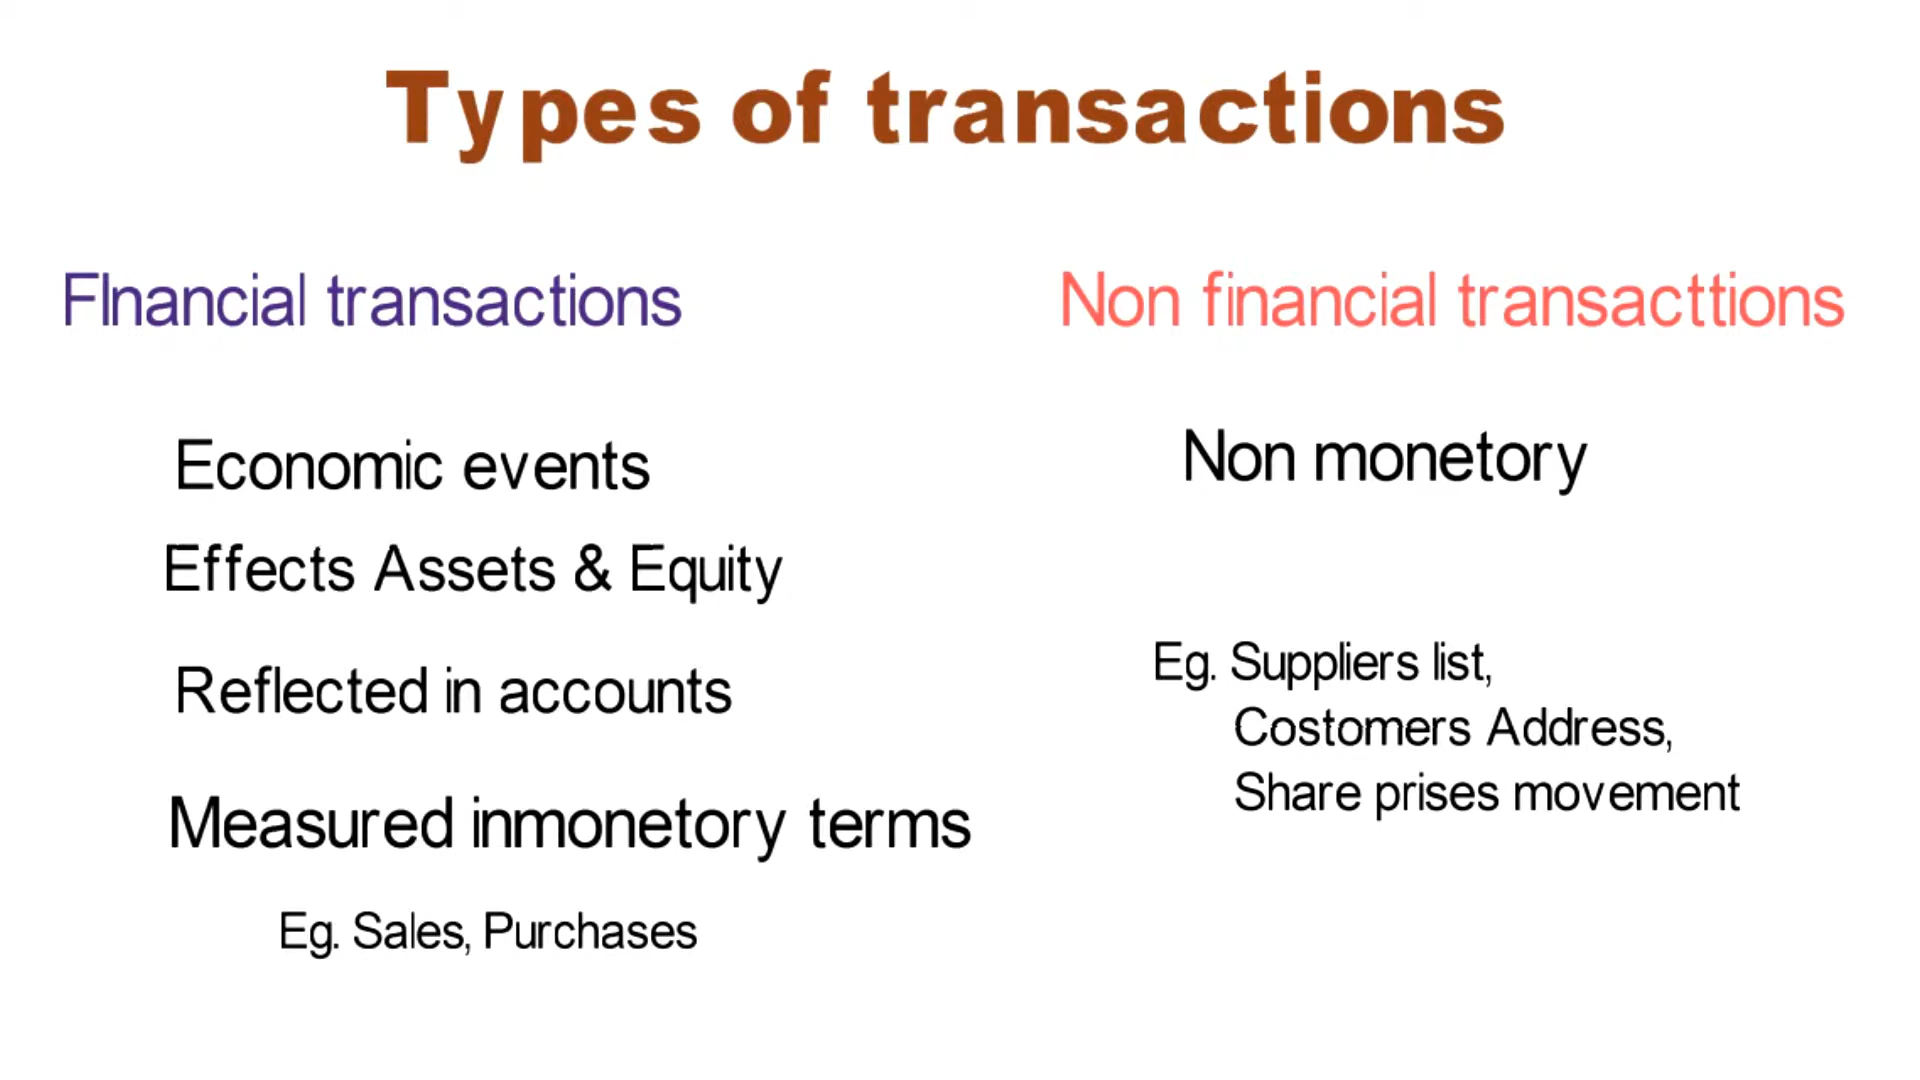 Types of transactions
FInancial transactions
Economic events
Effects Assets & Equity
Reflected in accounts
Measured inmonetory terms
Eg. Sales, Purchases
Non financial transacttions
Non monetory
Eg. Suppliers list,
Costomers Address,
Share prises movement